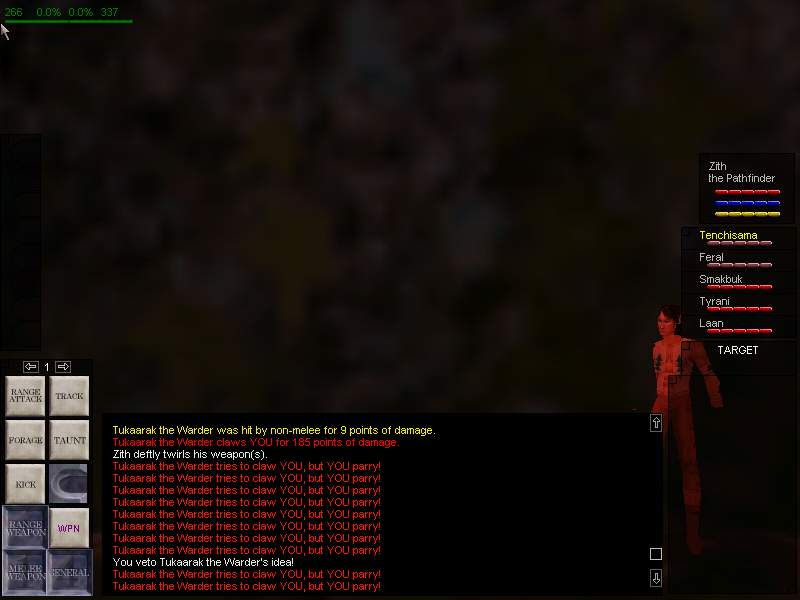 266 0.0% 0.0% 337
Zith
the Pathfinder
Tenchisama
Feral
Smakbuk
Tyrani
Laan
TARGET
1
RANGE ATTACK
TRACK
FORAGE
TAUNT
KICK
RANGE WEAPON
WPN
MELEE WEAPON
GENERAL
Tukaarak the Warder was hit by non-melee for 9 points of damage.
Tukaarak the Warder claws YOU for 185 points of damage.
Zith deftly twirls his weapon(s).
Tukaarak the Warder tries to claw YOU, but YOU parry!
Tukaarak the Warder tries to claw YOU, but YOU parry!
Tukaarak the Warder tries to claw YOU, but YOU parry!
Tukaarak the Warder tries to claw YOU, but YOU parry!
Tukaarak the Warder tries to claw YOU, but YOU parry!
Tukaarak the Warder tries to claw YOU, but YOU parry!
Tukaarak the Warder tries to claw YOU, but YOU parry!
Tukaarak the Warder tries to claw YOU, but YOU parry!
You veto Tukaarak the Warder's idea!
Tukaarak the Warder tries to claw YOU, but YOU parry!
Tukaarak the Warder tries to claw YOU, but YOU parry!